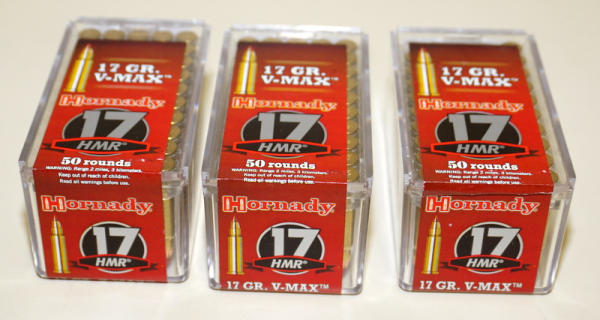 17 GR.
V-MAX™
Hornady
17
HMR®
50 rounds
WARNING: Range 2 miles, 3 kilometers.
Keep out of reach of children.
Read all warnings before use.
Hornady
17
HMR®
17 GR.
V-MAX™
Hornady
17
HMR®
50 rounds
WARNING: Range 2 miles, 3 kilometers.
Keep out of reach of children.
Read all warnings before use.
Hornady
17
HMR®
17 GR. V-MAX™
17 GR.
V-MAX™
Hornady
17
HMR®
50 rounds
WARNING: Range 2 miles, 3 kilometers.
Keep out of reach of children.
Read all warnings before use.
Hornady
17
HMR®
17 GR. V-MAX™